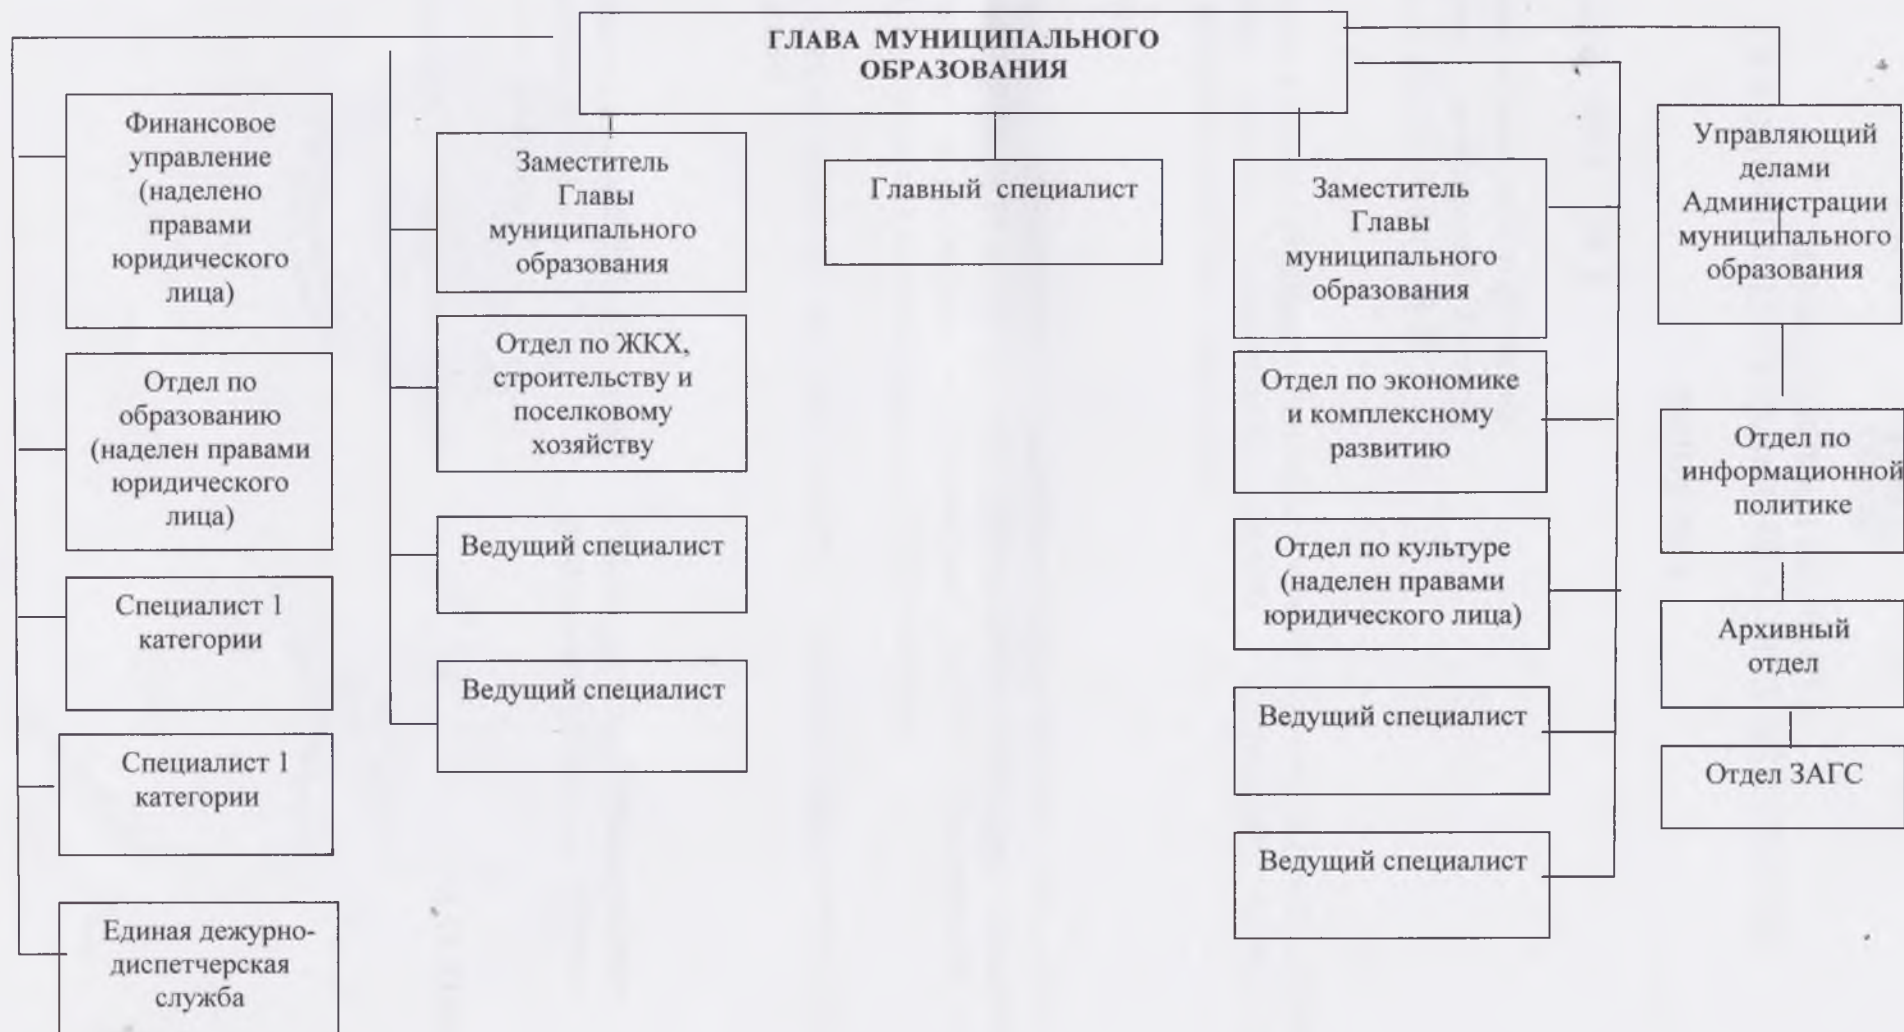 ГЛАВА МУНИЦИПАЛЬНОГО
ОБРАЗОВАНИЯ
Финансовое
управление
(наделено
правами
юридического
лица)
Отдел по
образованию
(наделен правами
юридического
лица)
Специалист 1
категории
Специалист 1
категории
Единая дежурно-
диспетчерская
служба
Заместитель
Главы
муниципального
образования
Отдел по ЖКХ,
строительству и
поселковому
хозяйству
Ведущий специалист
Ведущий специалист
Главный специалист
Заместитель
Главы
муниципального
образования
Отдел по экономике
и комплексному
развитию
Отдел по культуре
(наделен правами
юридического лица)
Ведущий специалист
Ведущий специалист
Управляющий
делами
Администрации
муниципального
образования
Отдел по
информационной
политике
Архивный
отдел
Отдел ЗАГС